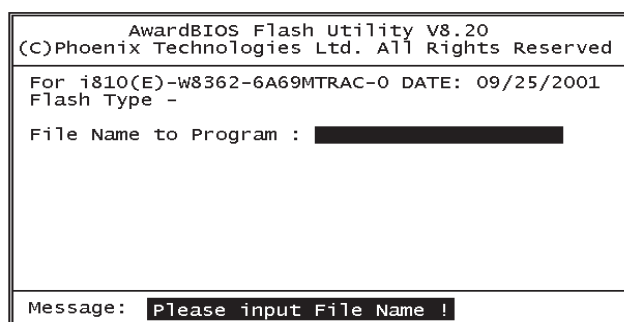 AwardBIOS Flash Utility V8.20
(C)Phoenix Technologies Ltd. All Rights Reserved
For i810(E)-W8362-6A69MTRAC-0 DATE: 09/25/2001
Flash Type -
File Name to Program :
Message: Please input File Name !